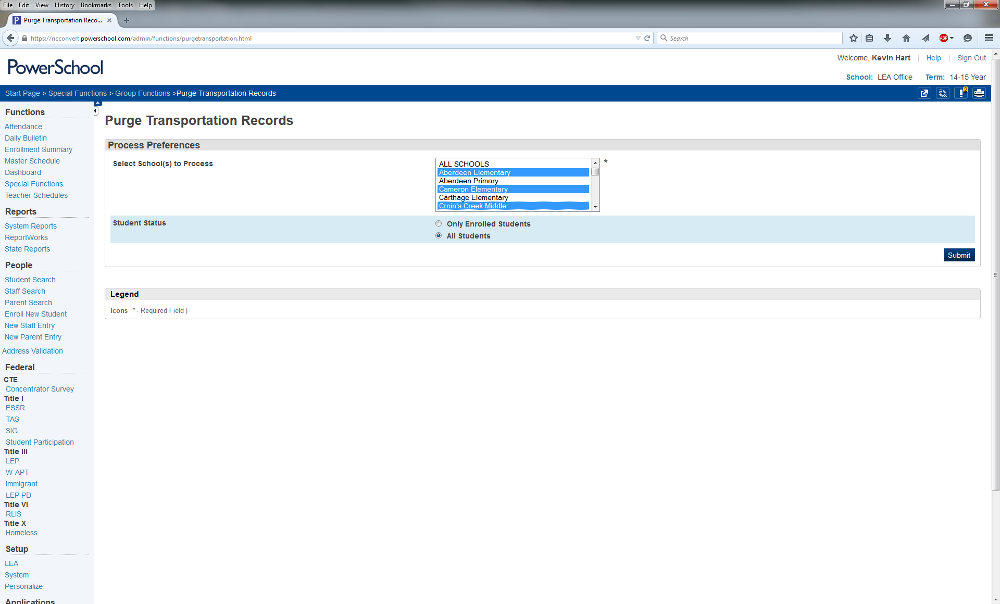 File Edit View History Bookmarks Tools Help
P Purge Transportation Reco... × +
https://ncconvert.powerschool.com/admin/functions/purgetransportation.html
Search
ABP
PowerSchool
Welcome, Kevin Hart | Help | Sign Out
School: LEA Office Term: 14-15 Year
Start Page > Special Functions > Group Functions >Purge Transportation Records
2
Functions
Attendance
Daily Bulletin
Enrollment Summary
Master Schedule
Dashboard
Special Functions
Teacher Schedules
Reports
System Reports
ReportWorks
State Reports
People
Student Search
Staff Search
Parent Search
Enroll New Student
New Staff Entry
New Parent Entry
Address Validation
Federal
CTE
Concentrator Survey
Title I
ESSR
TAS
SIG
Student Participation
Title III
LEP
W-APT
Immigrant
LEP PD
Title VI
RLIS
Title X
Homeless
Setup
LEA
System
Personalize
Applications
Purge Transportation Records
Process Preferences
Select School(s) to Process
ALL SCHOOLS
Aberdeen Elementary
Aberdeen Primary
Cameron Elementary
Carthage Elementary
Crain's Creek Middle
*
Student Status
Only Enrolled Students
All Students
Submit
Legend
Icons * - Required Field |